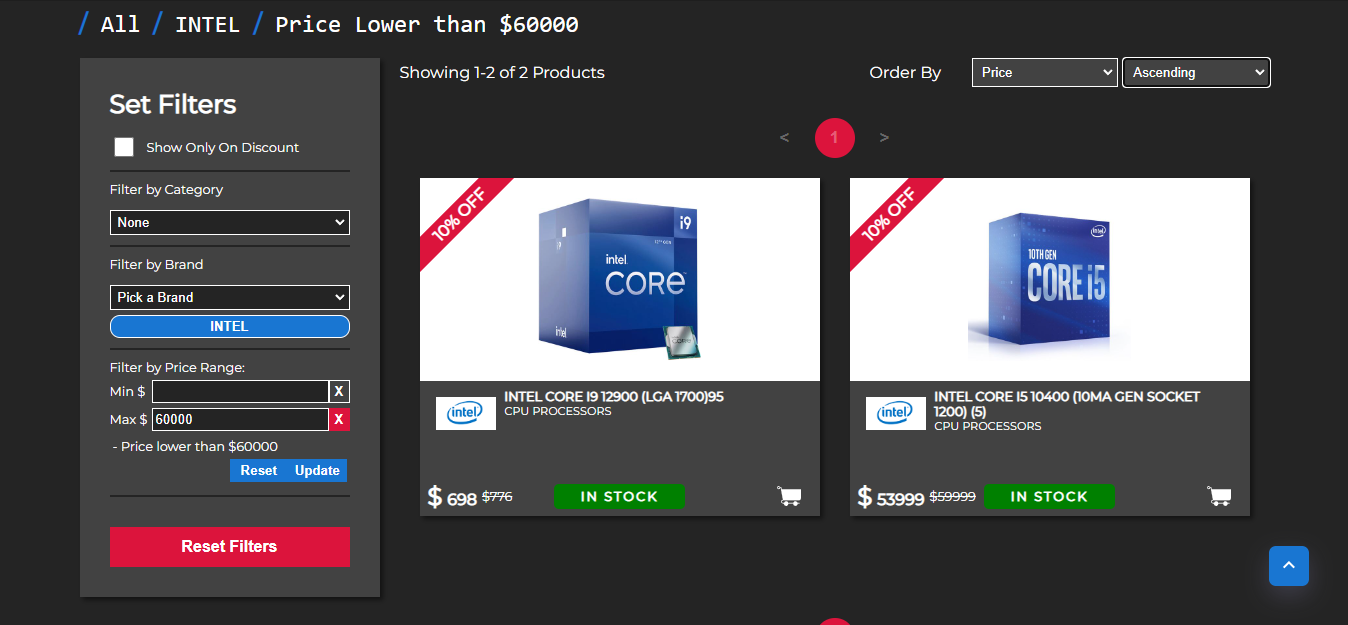 / All / INTEL / Price Lower than $60000
Set Filters
Show Only On Discount
Filter by Category
None
Filter by Brand
Pick a Brand
INTEL
Filter by Price Range:
Min $ X
Max $ 60000 X
- Price lower than $60000
Reset Update
Reset Filters
Showing 1-2 of 2 Products
Order By Price Ascending
< 1 >
10% OFF
i9
12TH GEN
intel
CORE
intel
intel
INTEL CORE I9 12900 (LGA 1700)95
CPU PROCESSORS
$ 698 $776 IN STOCK
10% OFF
intel
10TH GEN
CORE i5
intel
INTEL CORE I5 10400 (10MA GEN SOCKET
1200) (5)
CPU PROCESSORS
$ 53999 $59999 IN STOCK